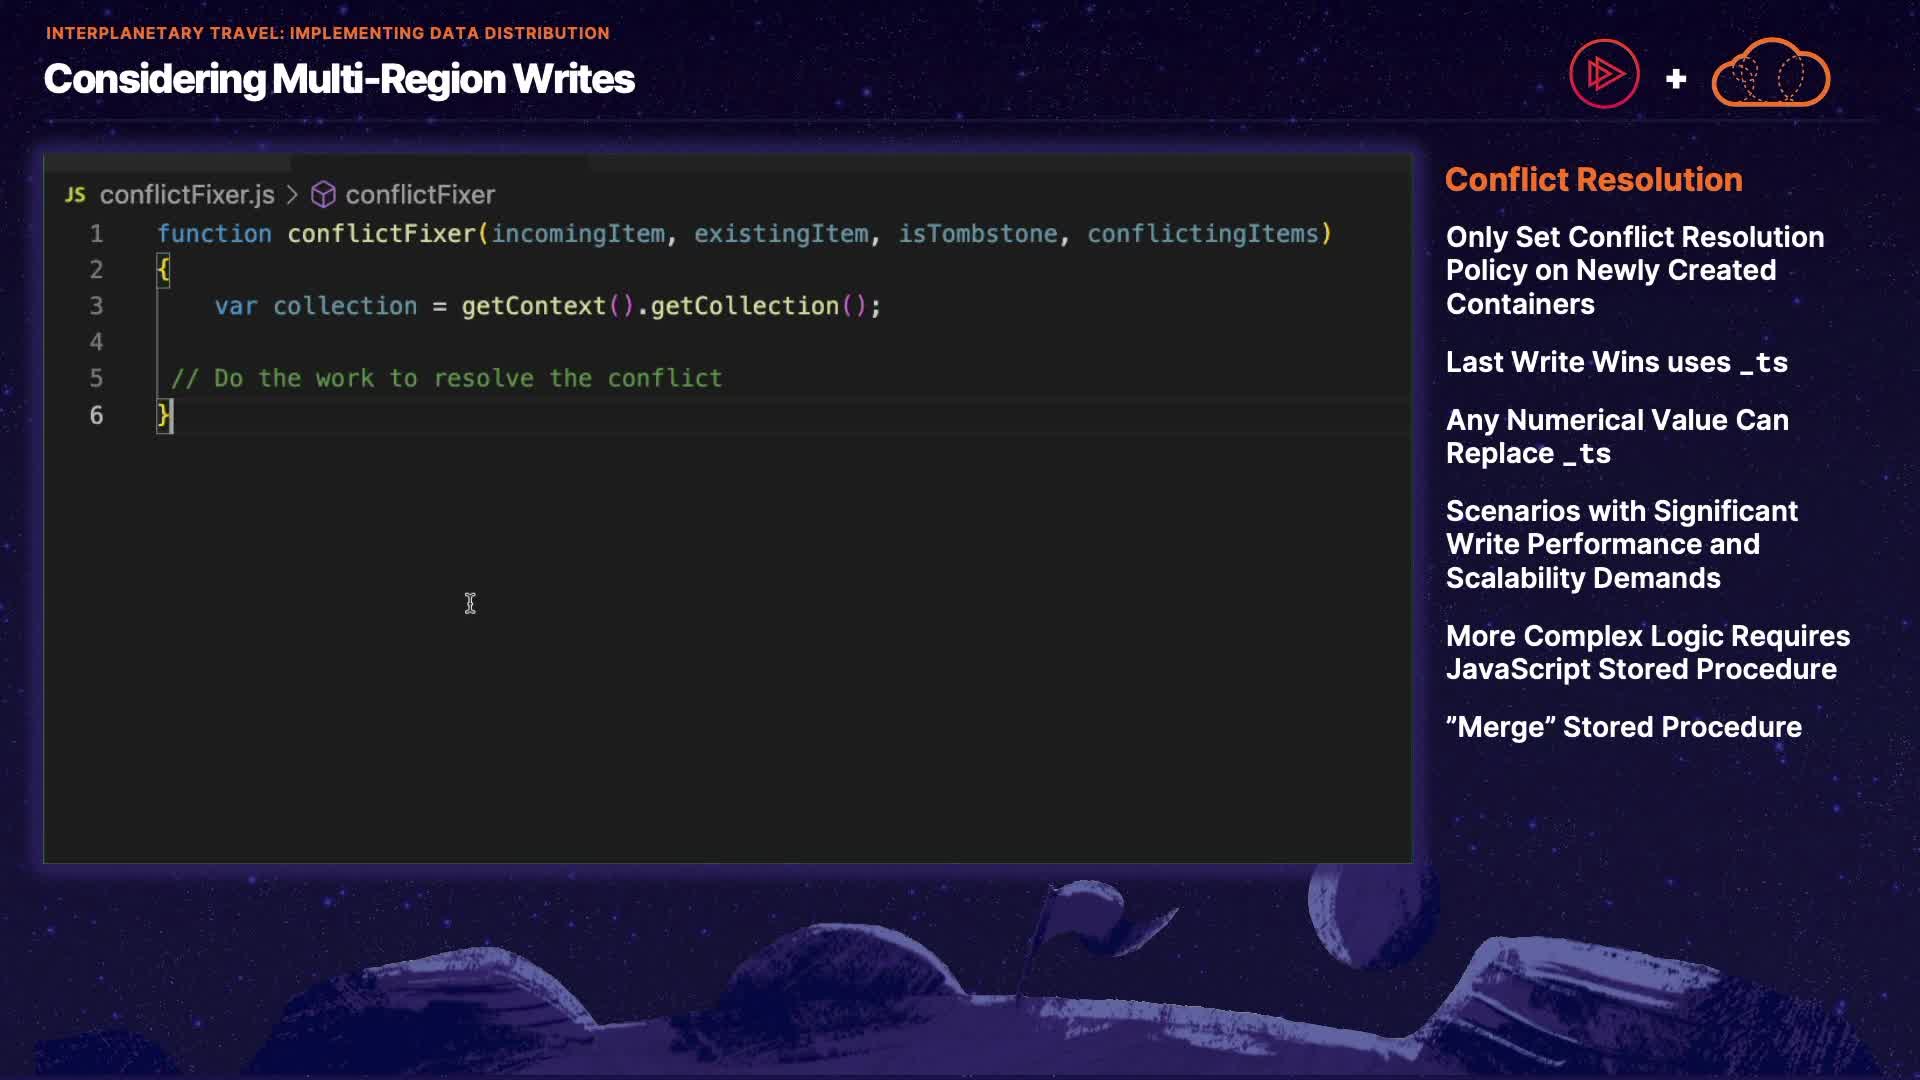 INTERPLANETARY TRAVEL: IMPLEMENTING DATA DISTRIBUTION
Considering Multi-Region Writes
+
JS conflictFixer.js > conflictFixer
1 function conflictFixer(incomingItem, existingItem, isTombstone, conflictingItems)
2 {
3     var collection = getContext().getCollection();
4
5  // Do the work to resolve the conflict
6 }
Conflict Resolution
Only Set Conflict Resolution
Policy on Newly Created
Containers
Last Write Wins uses _ts
Any Numerical Value Can
Replace _ts
Scenarios with Significant
Write Performance and
Scalability Demands
More Complex Logic Requires
JavaScript Stored Procedure
”Merge” Stored Procedure